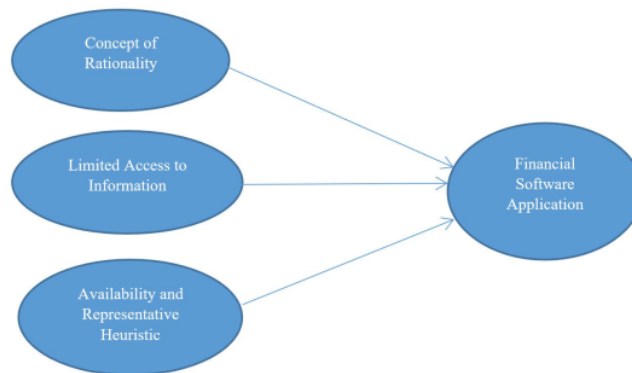 Concept of
Rationality
Limited Access to
Information
Availability and
Representative
Heuristic
Financial
Software
Application